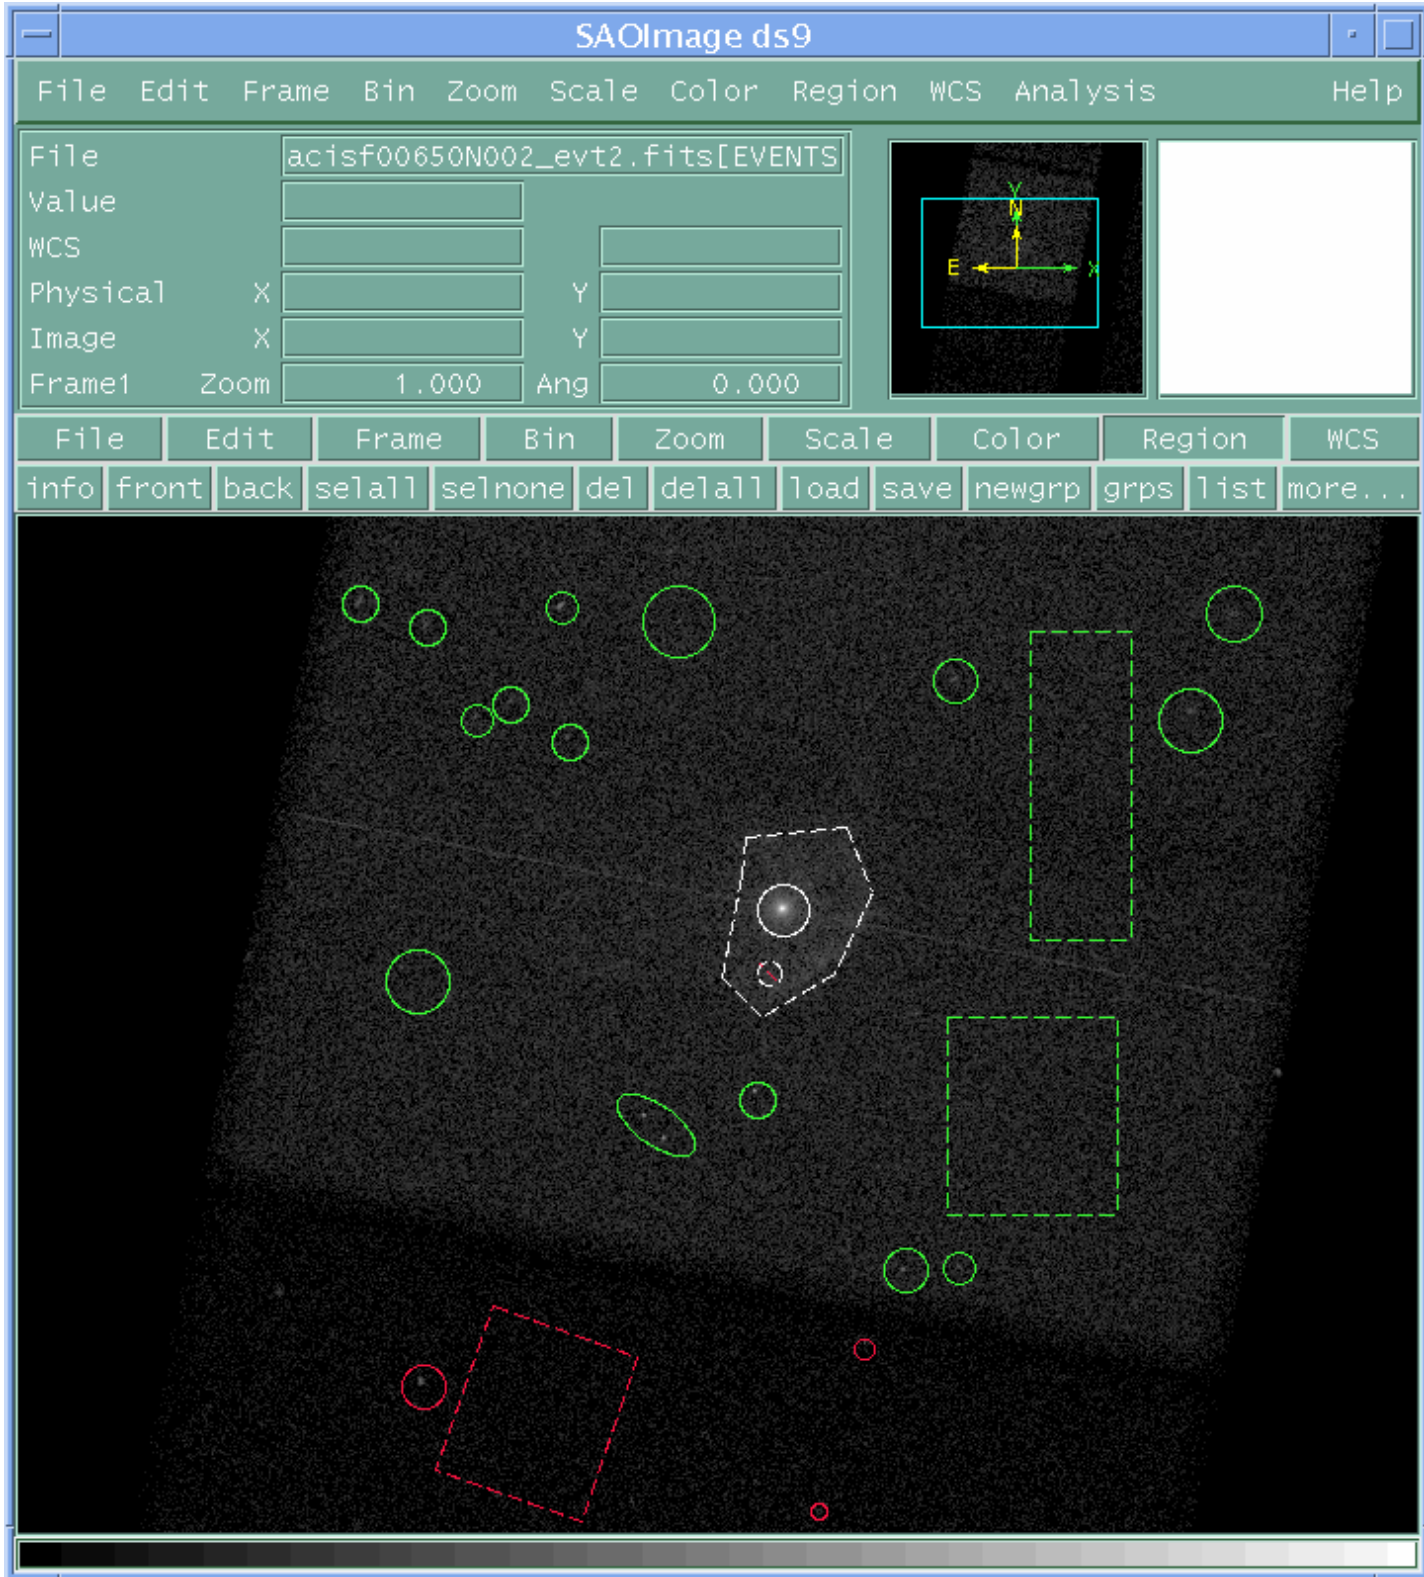 SAOImage ds9
File Edit Frame Bin Zoom Scale Color Region WCS Analysis Help
File acisf00650N002_evt2.fits[EVENTS
Value
WCS
Physical X Y
Image X Y
Frame1 Zoom 1.000 Ang 0.000
Y
N
E X
File Edit Frame Bin Zoom Scale Color Region WCS
info front back selall selnone del delall load save newgrp grps list more...